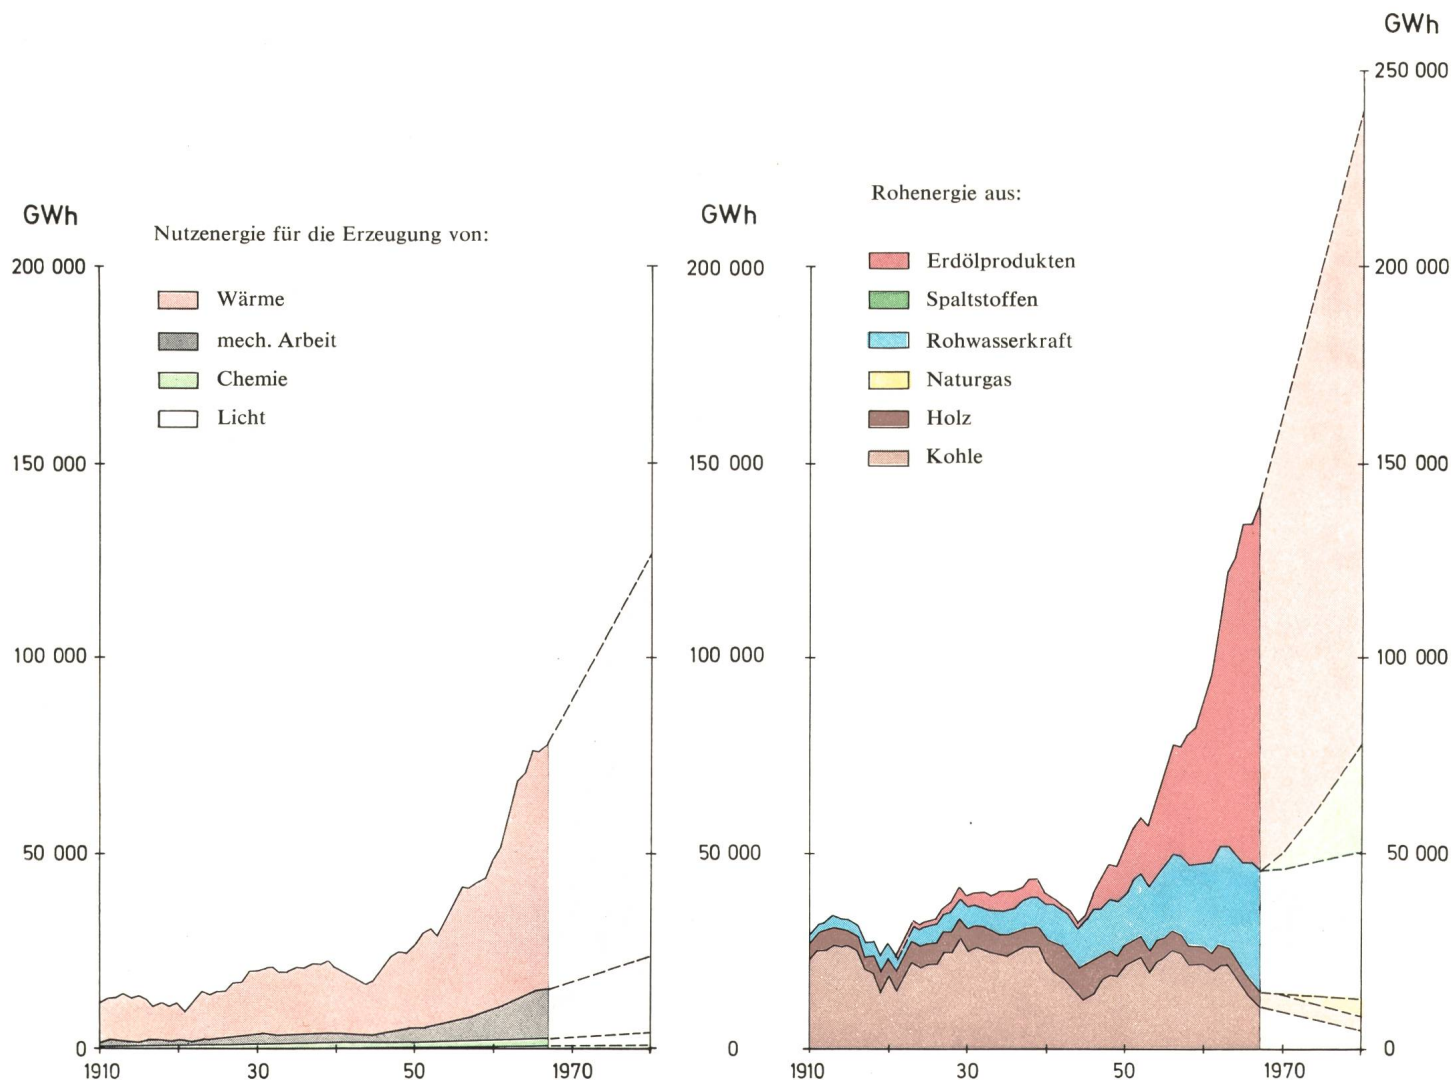 GWh
Nutzenergie für die Erzeugung von:
200 000
Wärme
mech. Arbeit
Chemie
Licht
150 000
100 000
50 000
0
1910
30
50
1970
GWh
200 000
150 000
100 000
50 000
0
Rohenergie aus:
Erdölprodukten
Spaltstoffen
Rohwasserkraft
Naturgas
Holz
Kohle
1910
30
50
1970
GWh
250 000
200 000
150 000
100 000
50 000
0